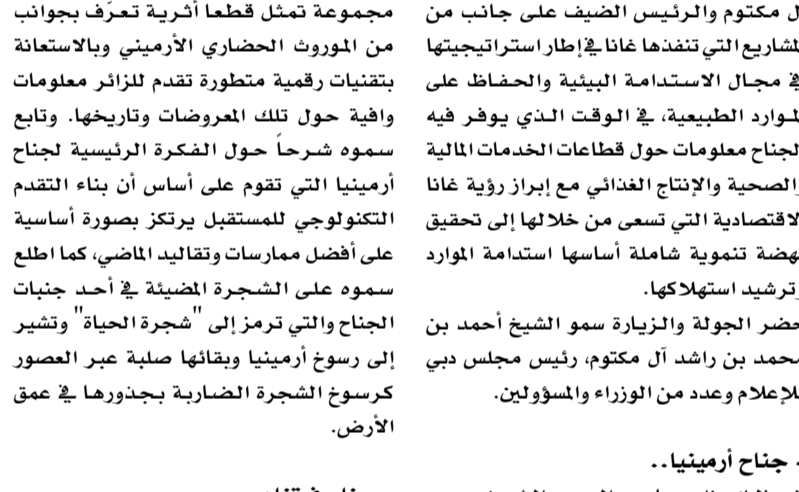 آل مكتوم والرئيس الضيف على جانب من
المشاريع التي تنفذها غانا في إطار استراتيجيتها
في مجال الاستدامة البيئية والحفاظ على
الموارد الطبيعية، في الوقت الذي يوفر فيه
الجناح معلومات حول قطاعات الخدمات المالية
والصحية والإنتاج الغذائي مع إبراز رؤية غانا
الاقتصادية التي تسعى من خلالها إلى تحقيق
نهضة تنموية شاملة أساسها استدامة الموارد
وترشيد استهلاكها.
حضر الجولة والزيارة سمو الشيخ أحمد بن
محمد بن راشد آل مكتوم، رئيس مجلس دبي
للإعلام وعدد من الوزراء والمسؤولين.
جناح أرمينيا..
مجموعة تمثل قطعا أثرية تعرّف بجوانب
من الموروث الحضاري الأرميني وبالاستعانة
بتقنيات رقمية متطورة تقدم للزائر معلومات
وافية حول تلك المعروضات وتاريخها. وتابع
سموه شرحاً حول الفكرة الرئيسية لجناح
أرمينيا التي تقوم على أساس أن بناء التقدم
التكنولوجي للمستقبل يرتكز بصورة أساسية
على أفضل ممارسات وتقاليد الماضي، كما اطلع
سموه على الشجرة المضيئة في أحد جنبات
الجناح والتي ترمز إلى "شجرة الحياة" وتشير
إلى رسوخ أرمينيا وبقائها صلبة عبر العصور
كرسوخ الشجرة الضاربة بجذورها في عمق
الأرض.